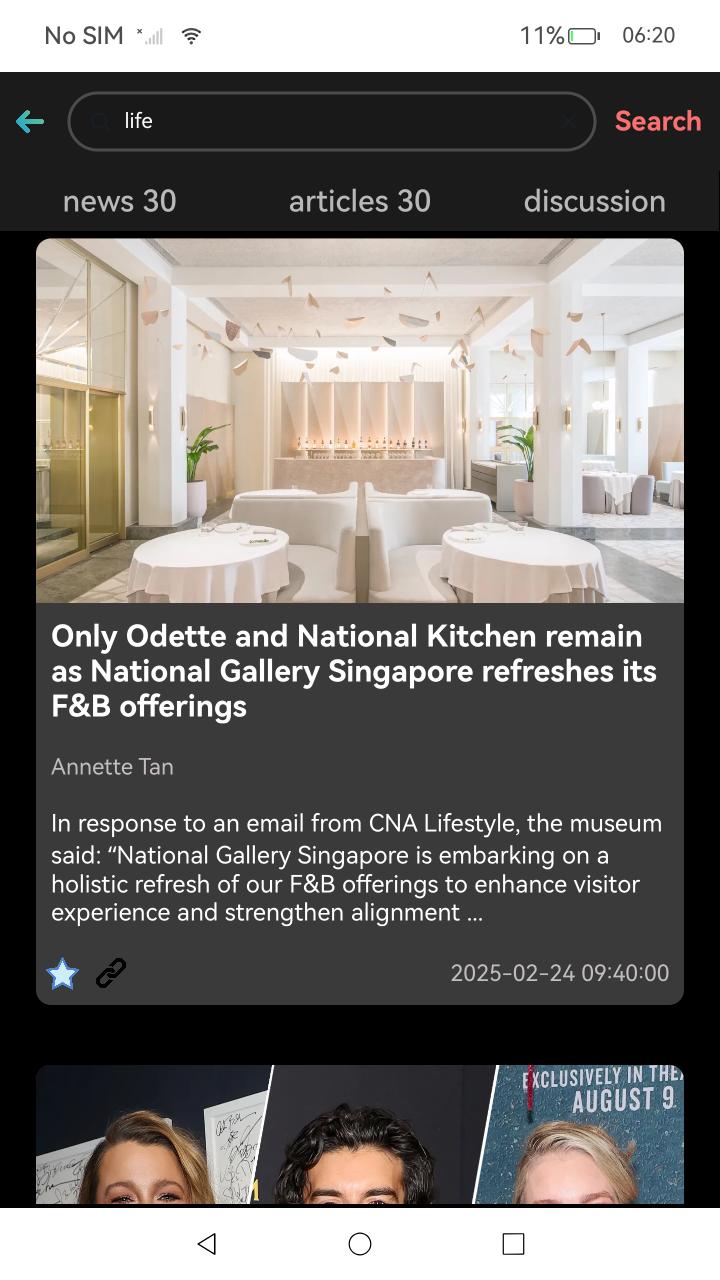 No SIM
11% 06:20
life
Search
news 30 articles 30 discussion
Only Odette and National Kitchen remain
as National Gallery Singapore refreshes its
F&B offerings
Annette Tan
In response to an email from CNA Lifestyle, the museum
said: “National Gallery Singapore is embarking on a
holistic refresh of our F&B offerings to enhance visitor
experience and strengthen alignment ...
2025-02-24 09:40:00
EXCLUSIVELY IN THE
AUGUST 9